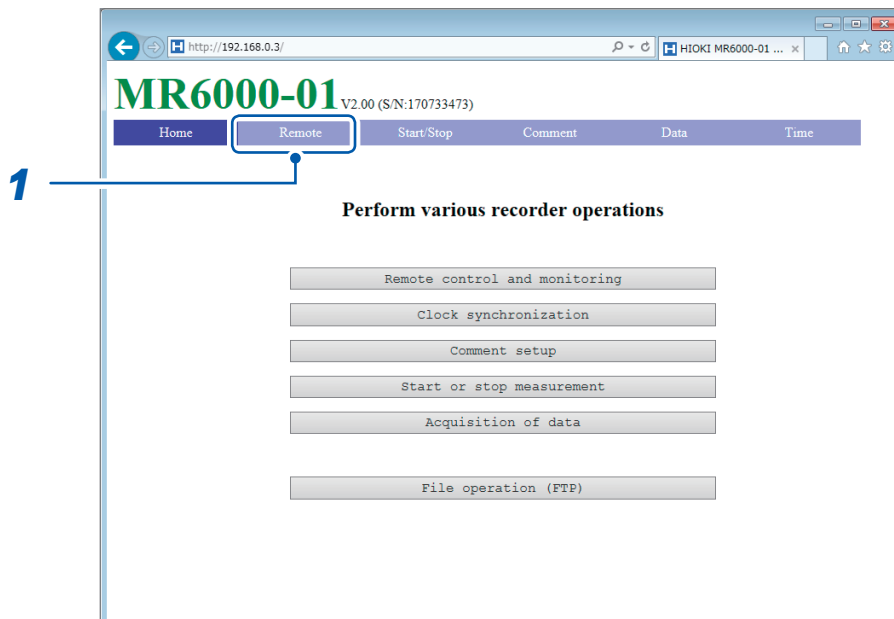 http://192.168.0.3/
HIOKI MR6000-01 ...
MR6000-01 V2.00 (S/N:170733473)
Home Remote Start/Stop Comment Data Time
1
Perform various recorder operations
Remote control and monitoring
Clock synchronization
Comment setup
Start or stop measurement
Acquisition of data
File operation (FTP)